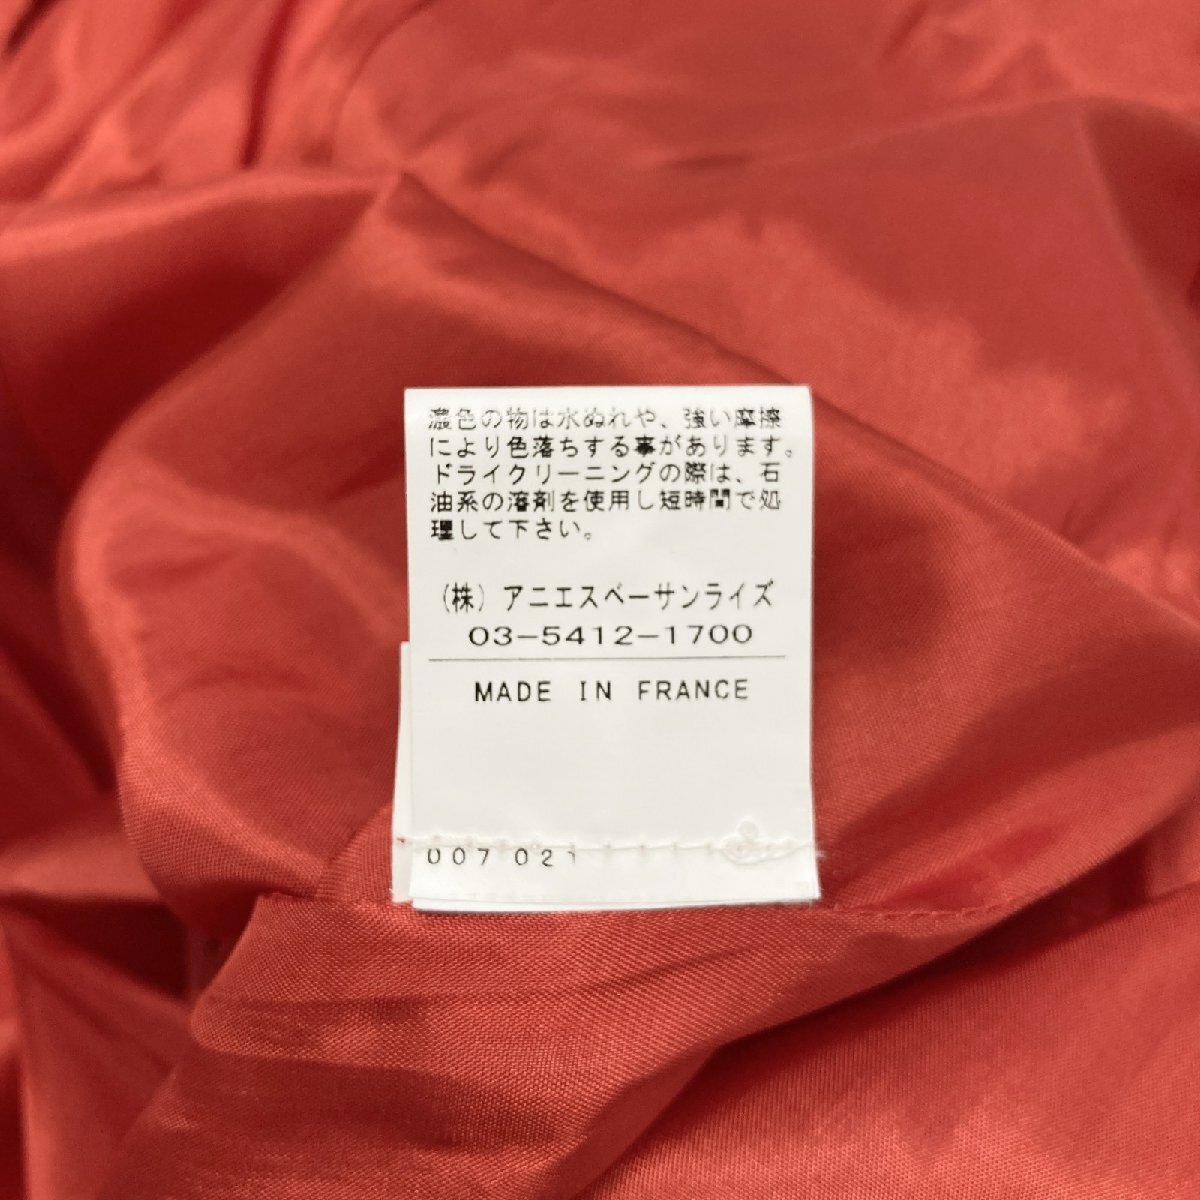 濃色の物は水ぬれや、強い摩擦
により色落ちする事があります。
ドライクリーニングの際は、石
油系の溶剤を使用し短時間で処
理して下さい。
（株）アニエスベーサンライズ
03-5412-1700
MADE IN FRANCE
007 021